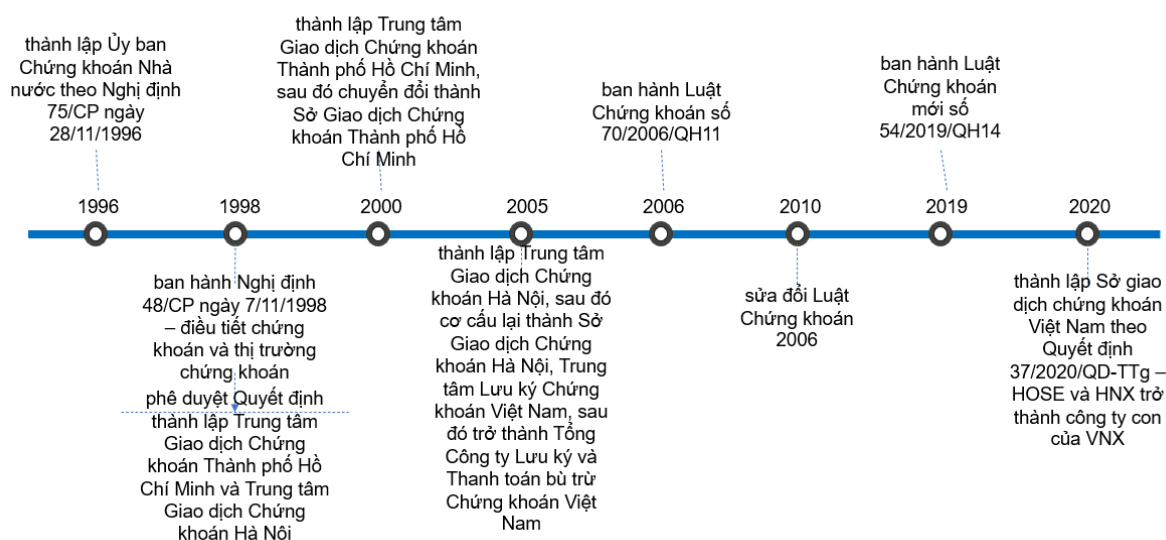 thành lập Ủy ban
Chứng khoán Nhà
nước theo Nghị định
75/CP ngày
28/11/1996
thành lập Trung tâm
Giao dịch Chứng khoán
Thành phố Hồ Chí Minh,
sau đó chuyển đổi thành
Sở Giao dịch Chứng
khoán Thành phố Hồ
Chí Minh
ban hành Luật
Chứng khoán số
70/2006/QH11
ban hành Luật
Chứng khoán
mới số
54/2019/QH14
1996 1998 2000 2005 2006 2010 2019 2020
ban hành Nghị định
48/CP ngày 7/11/1998
– điều tiết chứng
khoán và thị trường
chứng khoán
phê duyệt Quyết định
thành lập Trung tâm
Giao dịch Chứng
khoán Thành phố Hồ
Chí Minh và Trung tâm
Giao dịch Chứng
khoán Hà Nội
thành lập Trung tâm
Giao dịch Chứng
khoán Hà Nội, sau đó
cơ cấu lại thành Sở
Giao dịch Chứng
khoán Hà Nội, Trung
tâm Lưu ký Chứng
khoán Việt Nam, sau
đó trở thành Tổng
Công ty Lưu ký và
Thanh toán bù trừ
Chứng khoán Việt
Nam
sửa đổi Luật
Chứng khoán
2006
thành lập Sở giao
dịch chứng khoán
Việt Nam theo
Quyết định
37/2020/QD-TTg –
HOSE và HNX trở
thành công ty con
của VNX